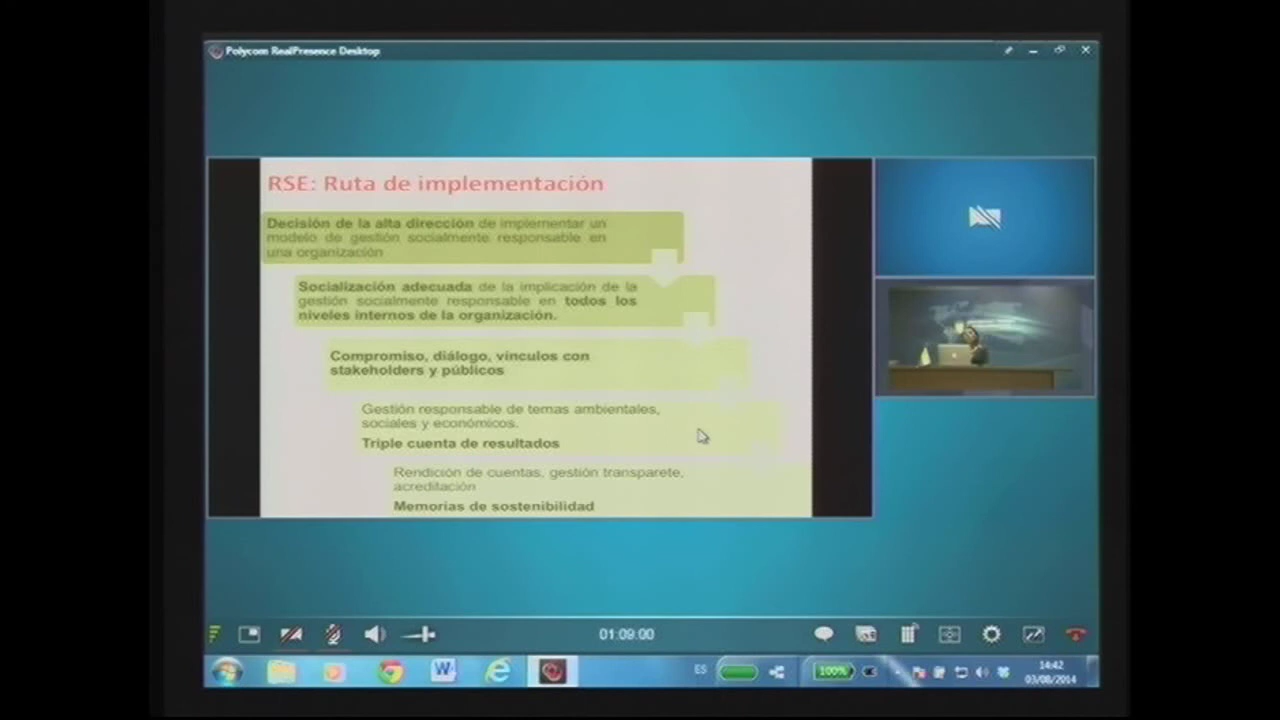 Polycom RealPresence Desktop
RSE: Ruta de implementación
Decisión de la alta dirección de implementar un
modelo de gestión socialmente responsable en
una organización
Socialización adecuada de la implicación de la
gestión socialmente responsable en todos los
niveles internos de la organización.
Compromiso, diálogo, vínculos con
stakeholders y públicos
Gestión responsable de temas ambientales,
sociales y económicos.
Triple cuenta de resultados
Rendición de cuentas, gestión transparete,
acreditación
Memorias de sostenibilidad
01:09:00
ES
100%
14:42
03/08/2014